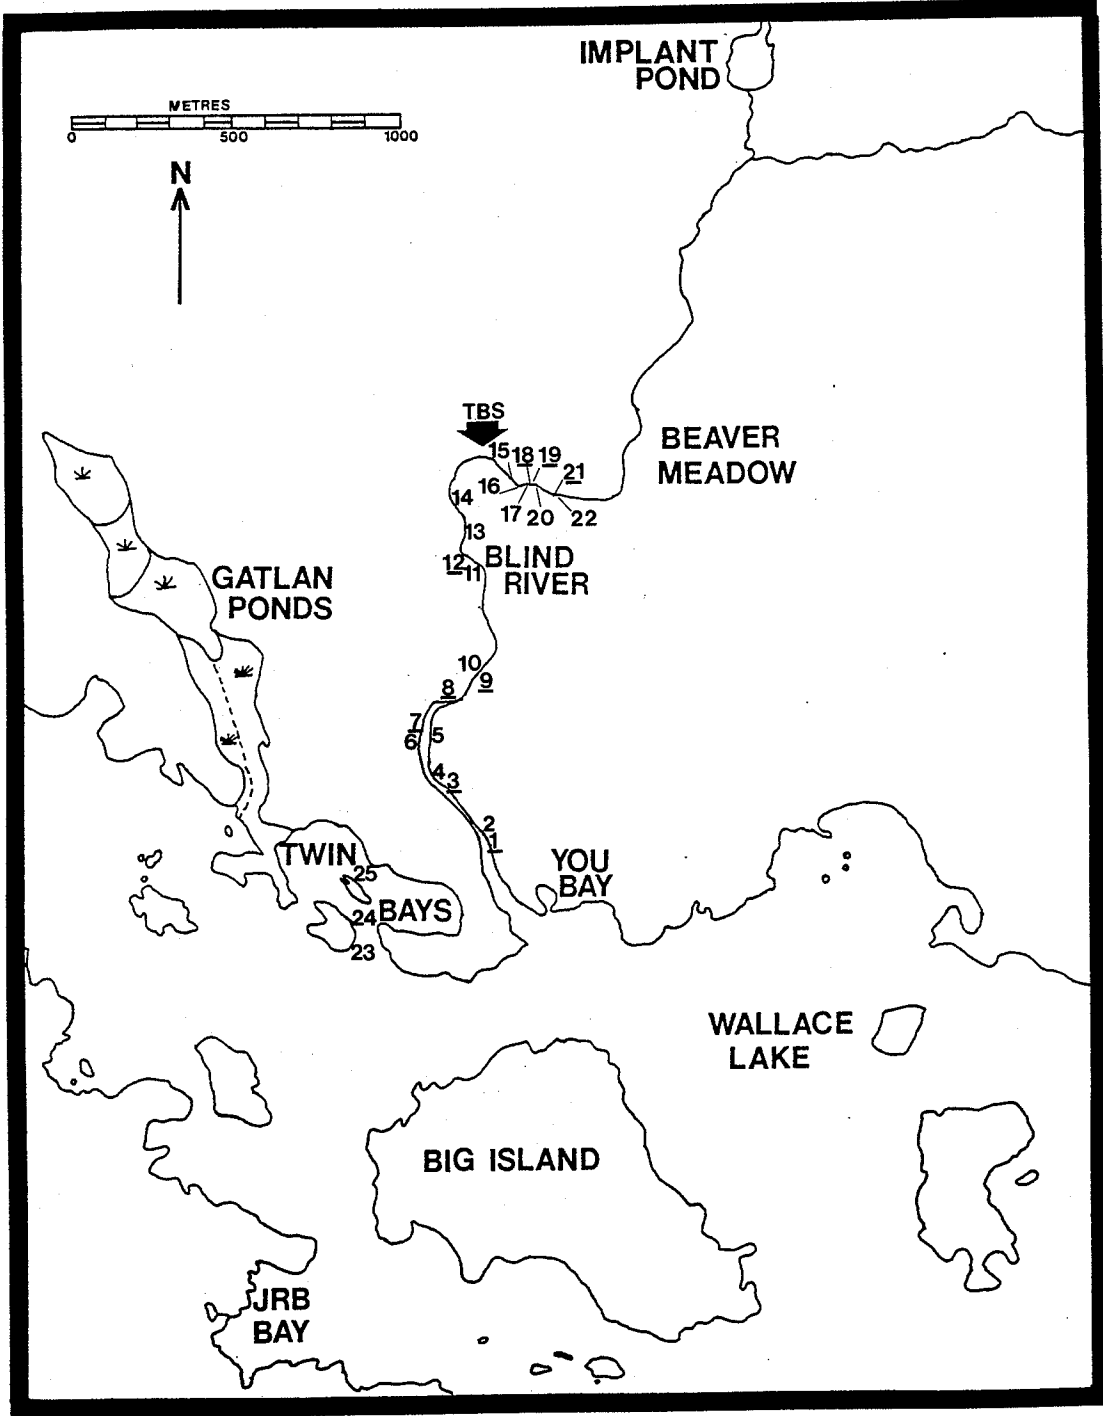 IMPLANT
POND
METRES
0 500 1000
N
TBS
15 18 19
21
16
14
17 20 22
13
12 11
BLIND
RIVER
BEAVER
MEADOW
GATLAN
PONDS
10
9
8
7
6 5
4
3
2
1
TWIN
BAYS
25
24
23
YOU
BAY
WALLACE
LAKE
BIG ISLAND
JRB
BAY